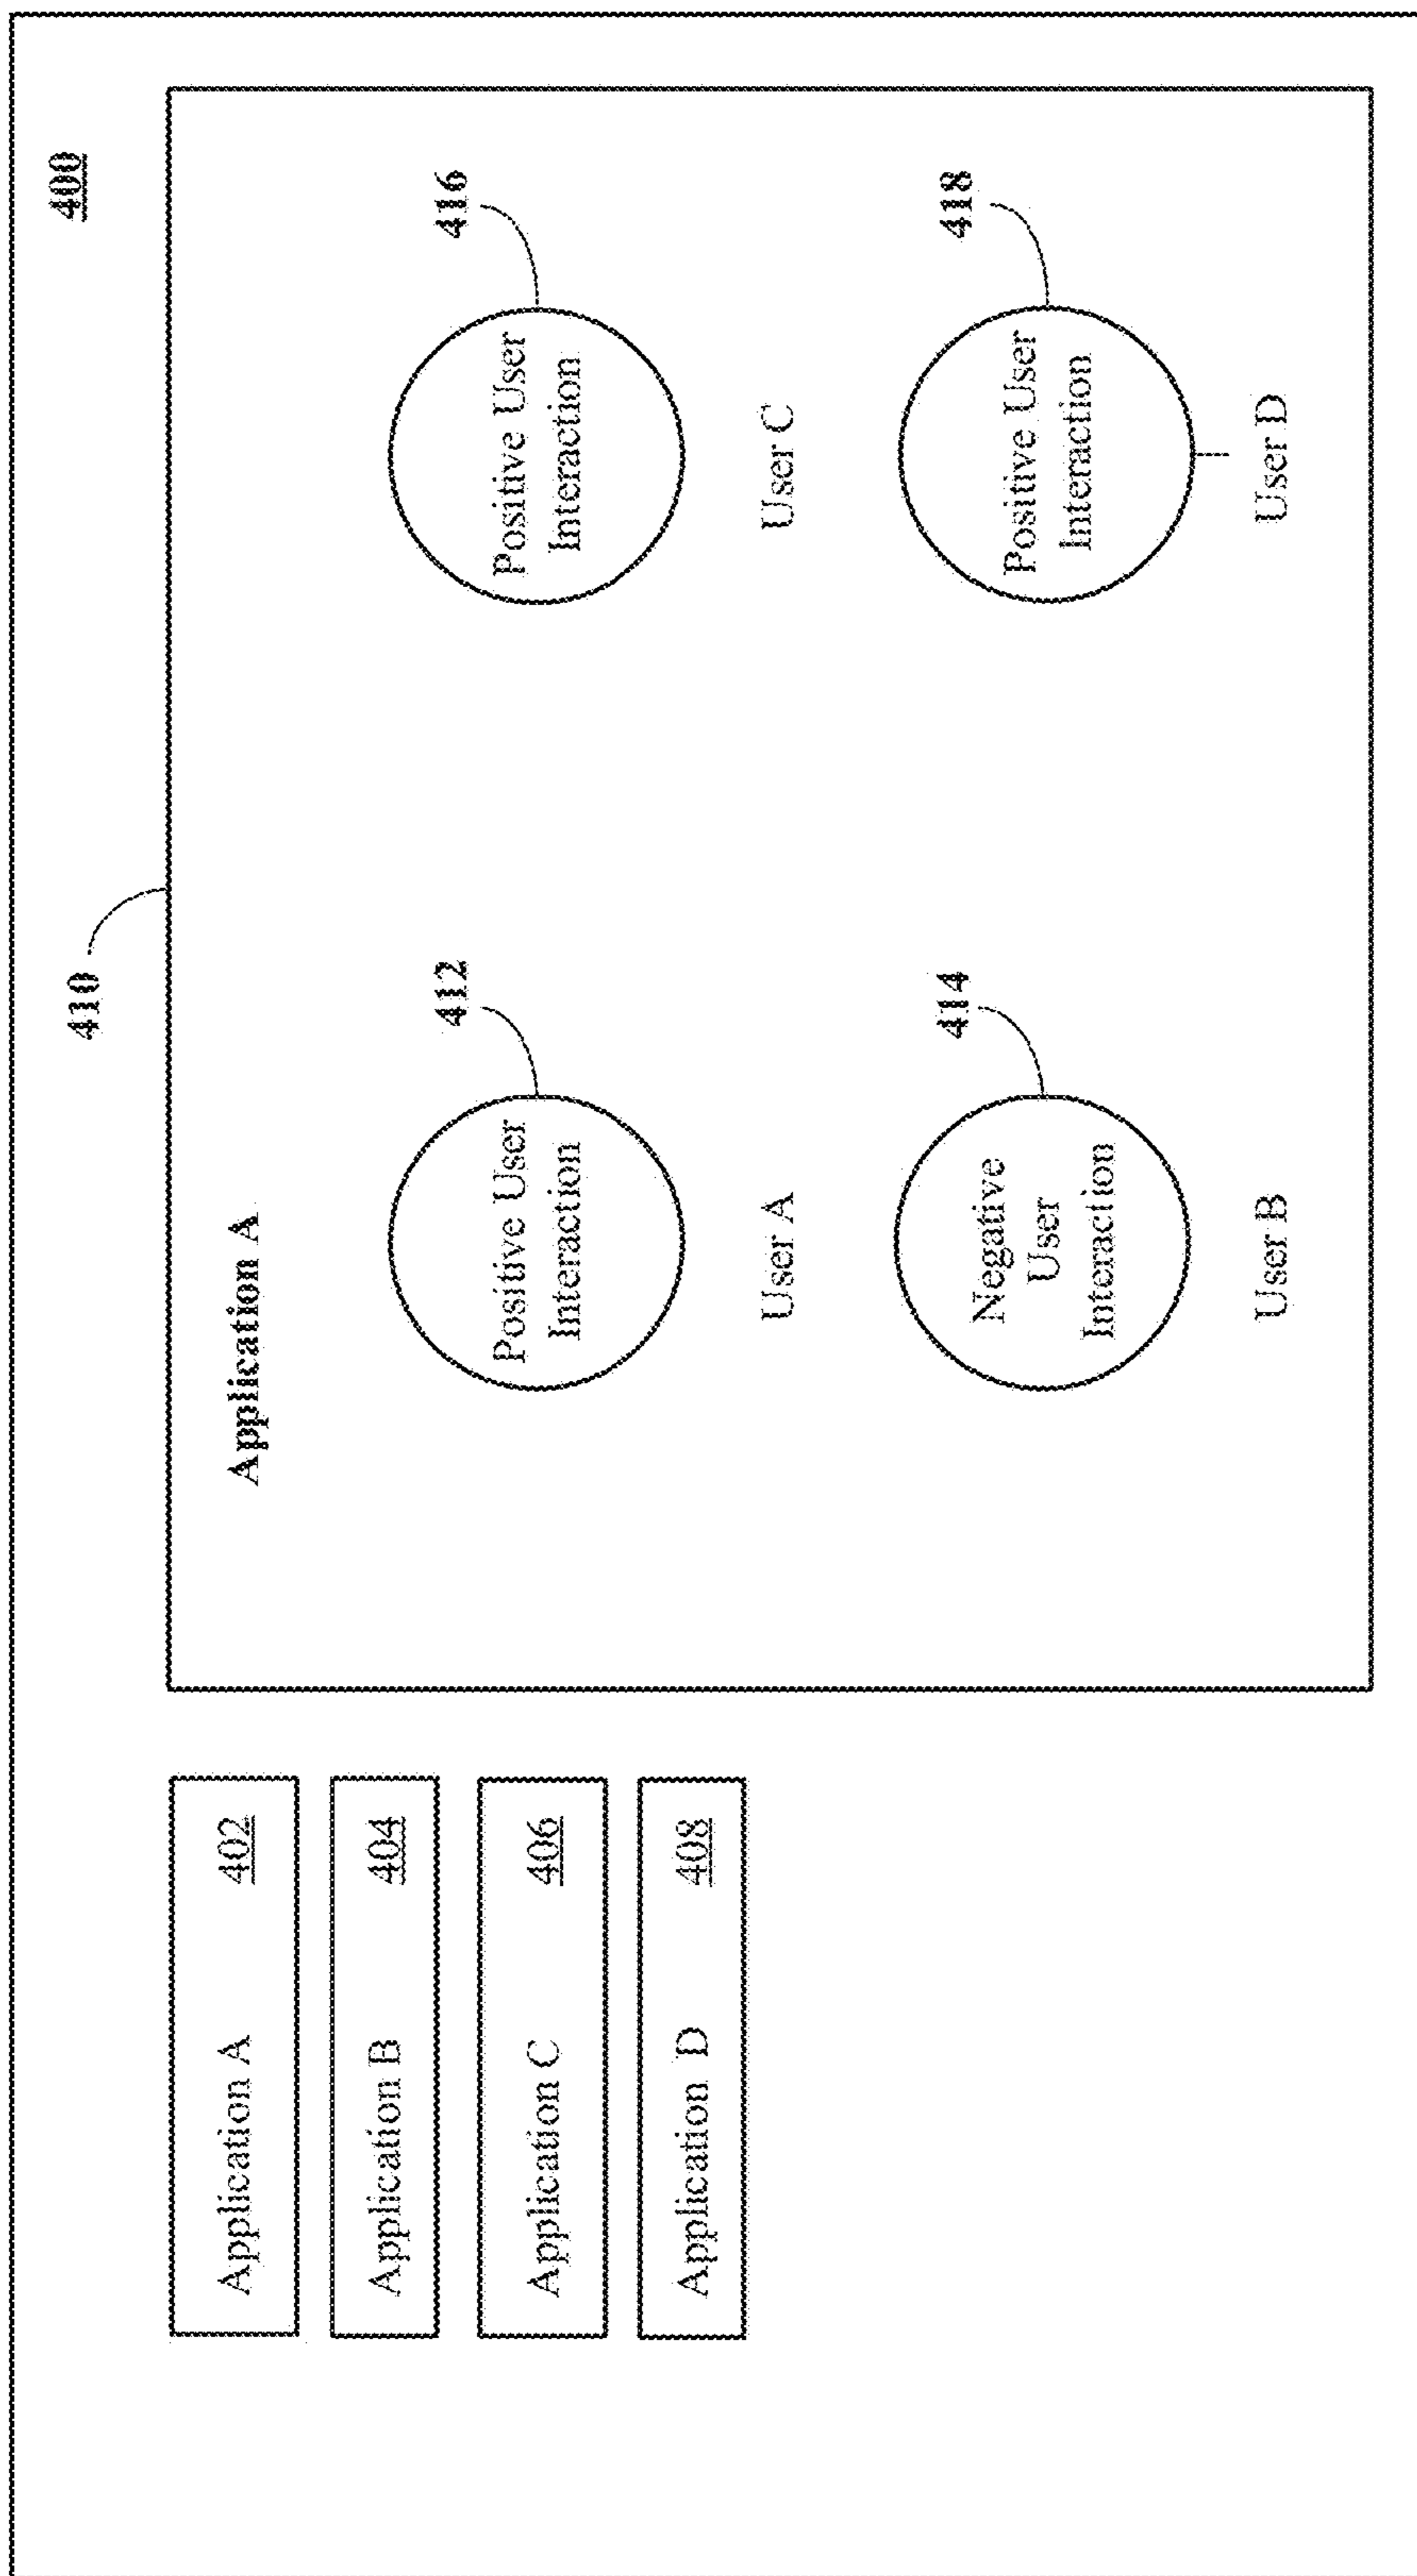 400
410
Application A 402
Application B 404
Application C 406
Application D 408
Application A
412
Positive User
Interaction
User A
416
Positive User
Interaction
User C
414
Negative
User
Interaction
User B
418
Positive User
Interaction
User D